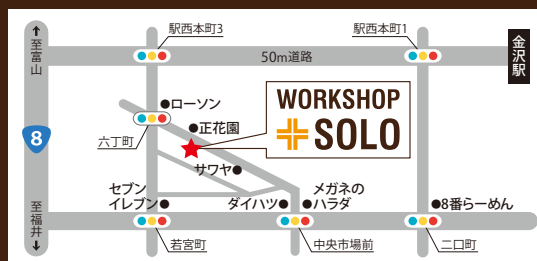 駅西本町3
駅西本町1
↑
至富山
50m道路
金沢駅
●ローソン
WORKSHOP
SOLO
●正花園
六丁町
8
サワヤ●
セブン
イレブン●
ダイハツ●
メガネの
●ハラダ
●8番らーめん
至福井
↓
若宮町
中央市場前
二口町